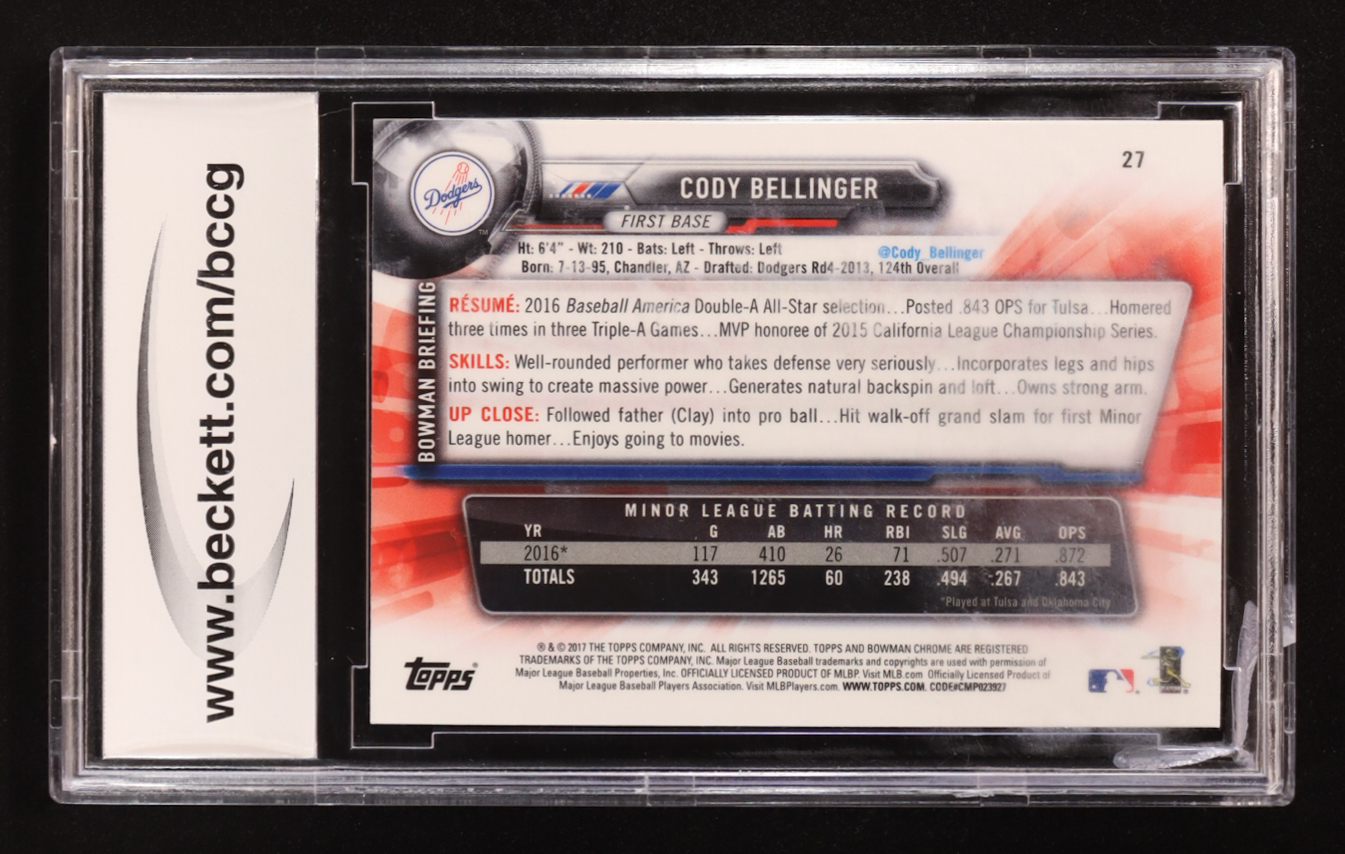 www.beckett.com/bccg
27
Dodgers
TM
CODY BELLINGER
FIRST BASE
Ht: 6'4" - Wt: 210 - Bats: Left - Throws: Left
@Cody_Bellinger
Born: 7-13-95, Chandler, AZ - Drafted: Dodgers Rd4-2013, 124th Overall
BOWMAN BRIEFING
RÉSUMÉ: 2016 Baseball America Double-A All-Star selection...Posted .843 OPS for Tulsa...Homered
three times in three Triple-A Games...MVP honoree of 2015 California League Championship Series.
SKILLS: Well-rounded performer who takes defense very seriously...Incorporates legs and hips
into swing to create massive power...Generates natural backspin and loft...Owns strong arm.
UP CLOSE: Followed father (Clay) into pro ball...Hit walk-off grand slam for first Minor
League homer...Enjoys going to movies.
MINOR LEAGUE BATTING RECORD
YR G AB HR RBI SLG AVG OPS
2016* 117 410 26 71 .507 .271 .872
TOTALS 343 1265 60 238 .494 .267 .843
*Played at Tulsa and Oklahoma City
Topps®
® & © 2017 THE TOPPS COMPANY, INC. ALL RIGHTS RESERVED. TOPPS AND BOWMAN CHROME ARE REGISTERED
TRADEMARKS OF THE TOPPS COMPANY, INC. Major League Baseball trademarks and copyrights are used with permission of
Major League Baseball Properties, Inc. OFFICIALLY LICENSED PRODUCT OF MLBP. Visit MLB.com Officially Licensed Product of
Major League Baseball Players Association. Visit MLBPlayers.com. WWW.TOPPS.COM. CODE#CMP023927